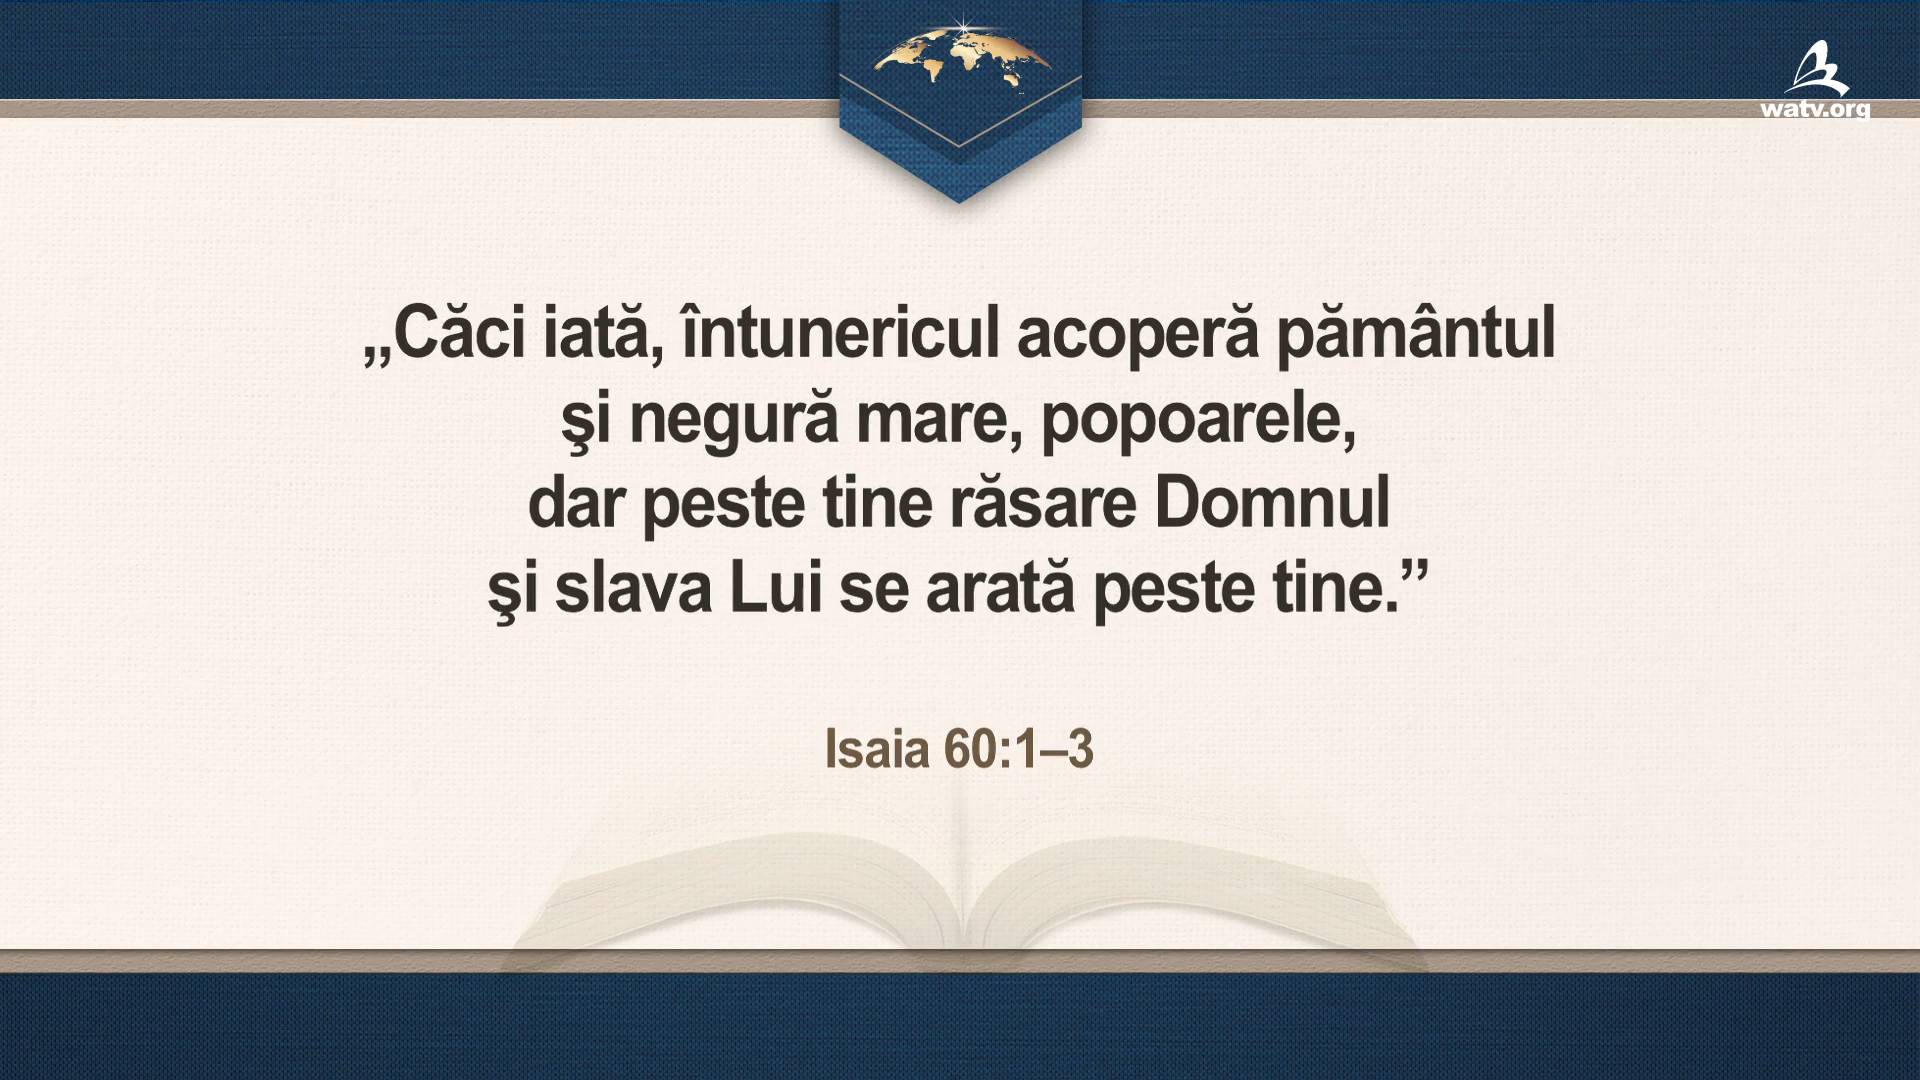 watv.org
„Căci iată, întunericul acoperă pământul
şi negură mare, popoarele,
dar peste tine răsare Domnul
şi slava Lui se arată peste tine.”
Isaia 60:1–3